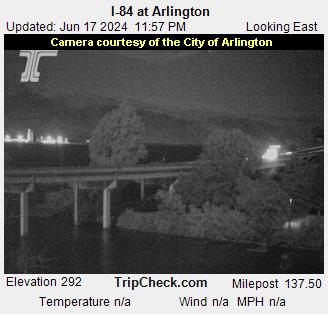 I-84 at Arlington
Updated: Jun 17 2024 11:57 PM Looking East
Camera courtesy of the City of Arlington
Elevation 292 TripCheck.com Milepost 137.50
Temperature n/a Wind n/a MPH n/a